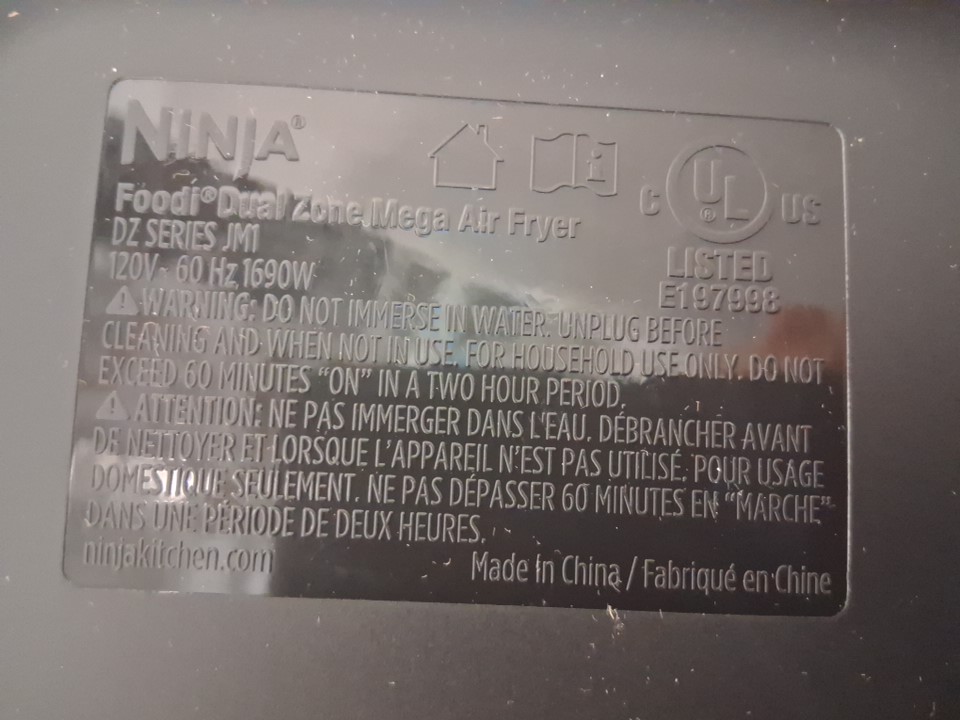 NINJA®
Foodi® Dual Zone Mega Air Fryer
DZ SERIES JM1
120V~ 60 Hz 1690W
C UL® US
LISTED
E197998
WARNING: DO NOT IMMERSE IN WATER. UNPLUG BEFORE
CLEANING AND WHEN NOT IN USE. FOR HOUSEHOLD USE ONLY. DO NOT
EXCEED 60 MINUTES “ON” IN A TWO HOUR PERIOD.
ATTENTION: NE PAS IMMERGER DANS L'EAU. DÉBRANCHER AVANT
DE NETTOYER ET LORSQUE L'APPAREIL N'EST PAS UTILISÉ. POUR USAGE
DOMESTIQUE SEULEMENT. NE PAS DÉPASSER 60 MINUTES EN “MARCHE”
DANS UNE PÉRIODE DE DEUX HEURES.
ninjakitchen.com
Made in China / Fabriqué en Chine